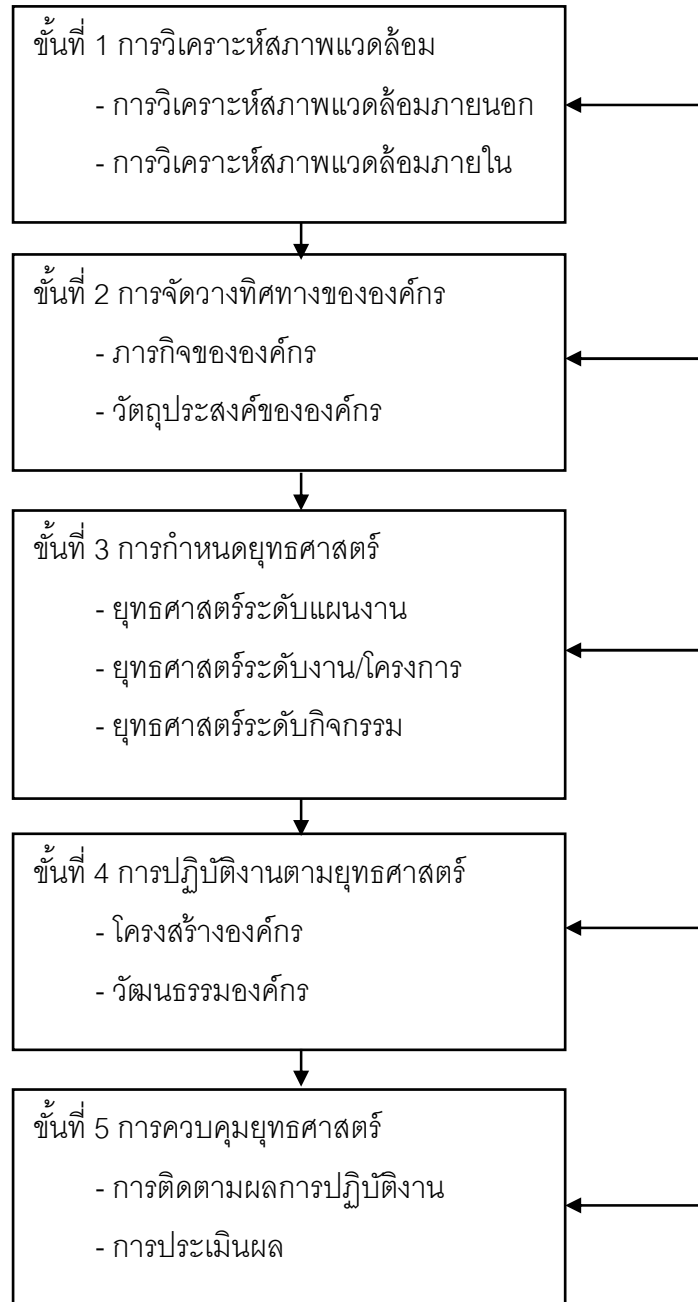 ขั้นที่ 1 การวิเคราะห์สภาพแวดล้อม
- การวิเคราะห์สภาพแวดล้อมภายนอก
- การวิเคราะห์สภาพแวดล้อมภายใน
ขั้นที่ 2 การจัดวางทิศทางขององค์กร
- ภารกิจขององค์กร
- วัตถุประสงค์ขององค์กร
ขั้นที่ 3 การกำหนดยุทธศาสตร์
- ยุทธศาสตร์ระดับแผนงาน
- ยุทธศาสตร์ระดับงาน/โครงการ
- ยุทธศาสตร์ระดับกิจกรรม
ขั้นที่ 4 การปฏิบัติงานตามยุทธศาสตร์
- โครงสร้างองค์กร
- วัฒนธรรมองค์กร
ขั้นที่ 5 การควบคุมยุทธศาสตร์
- การติดตามผลการปฏิบัติงาน
- การประเมินผล